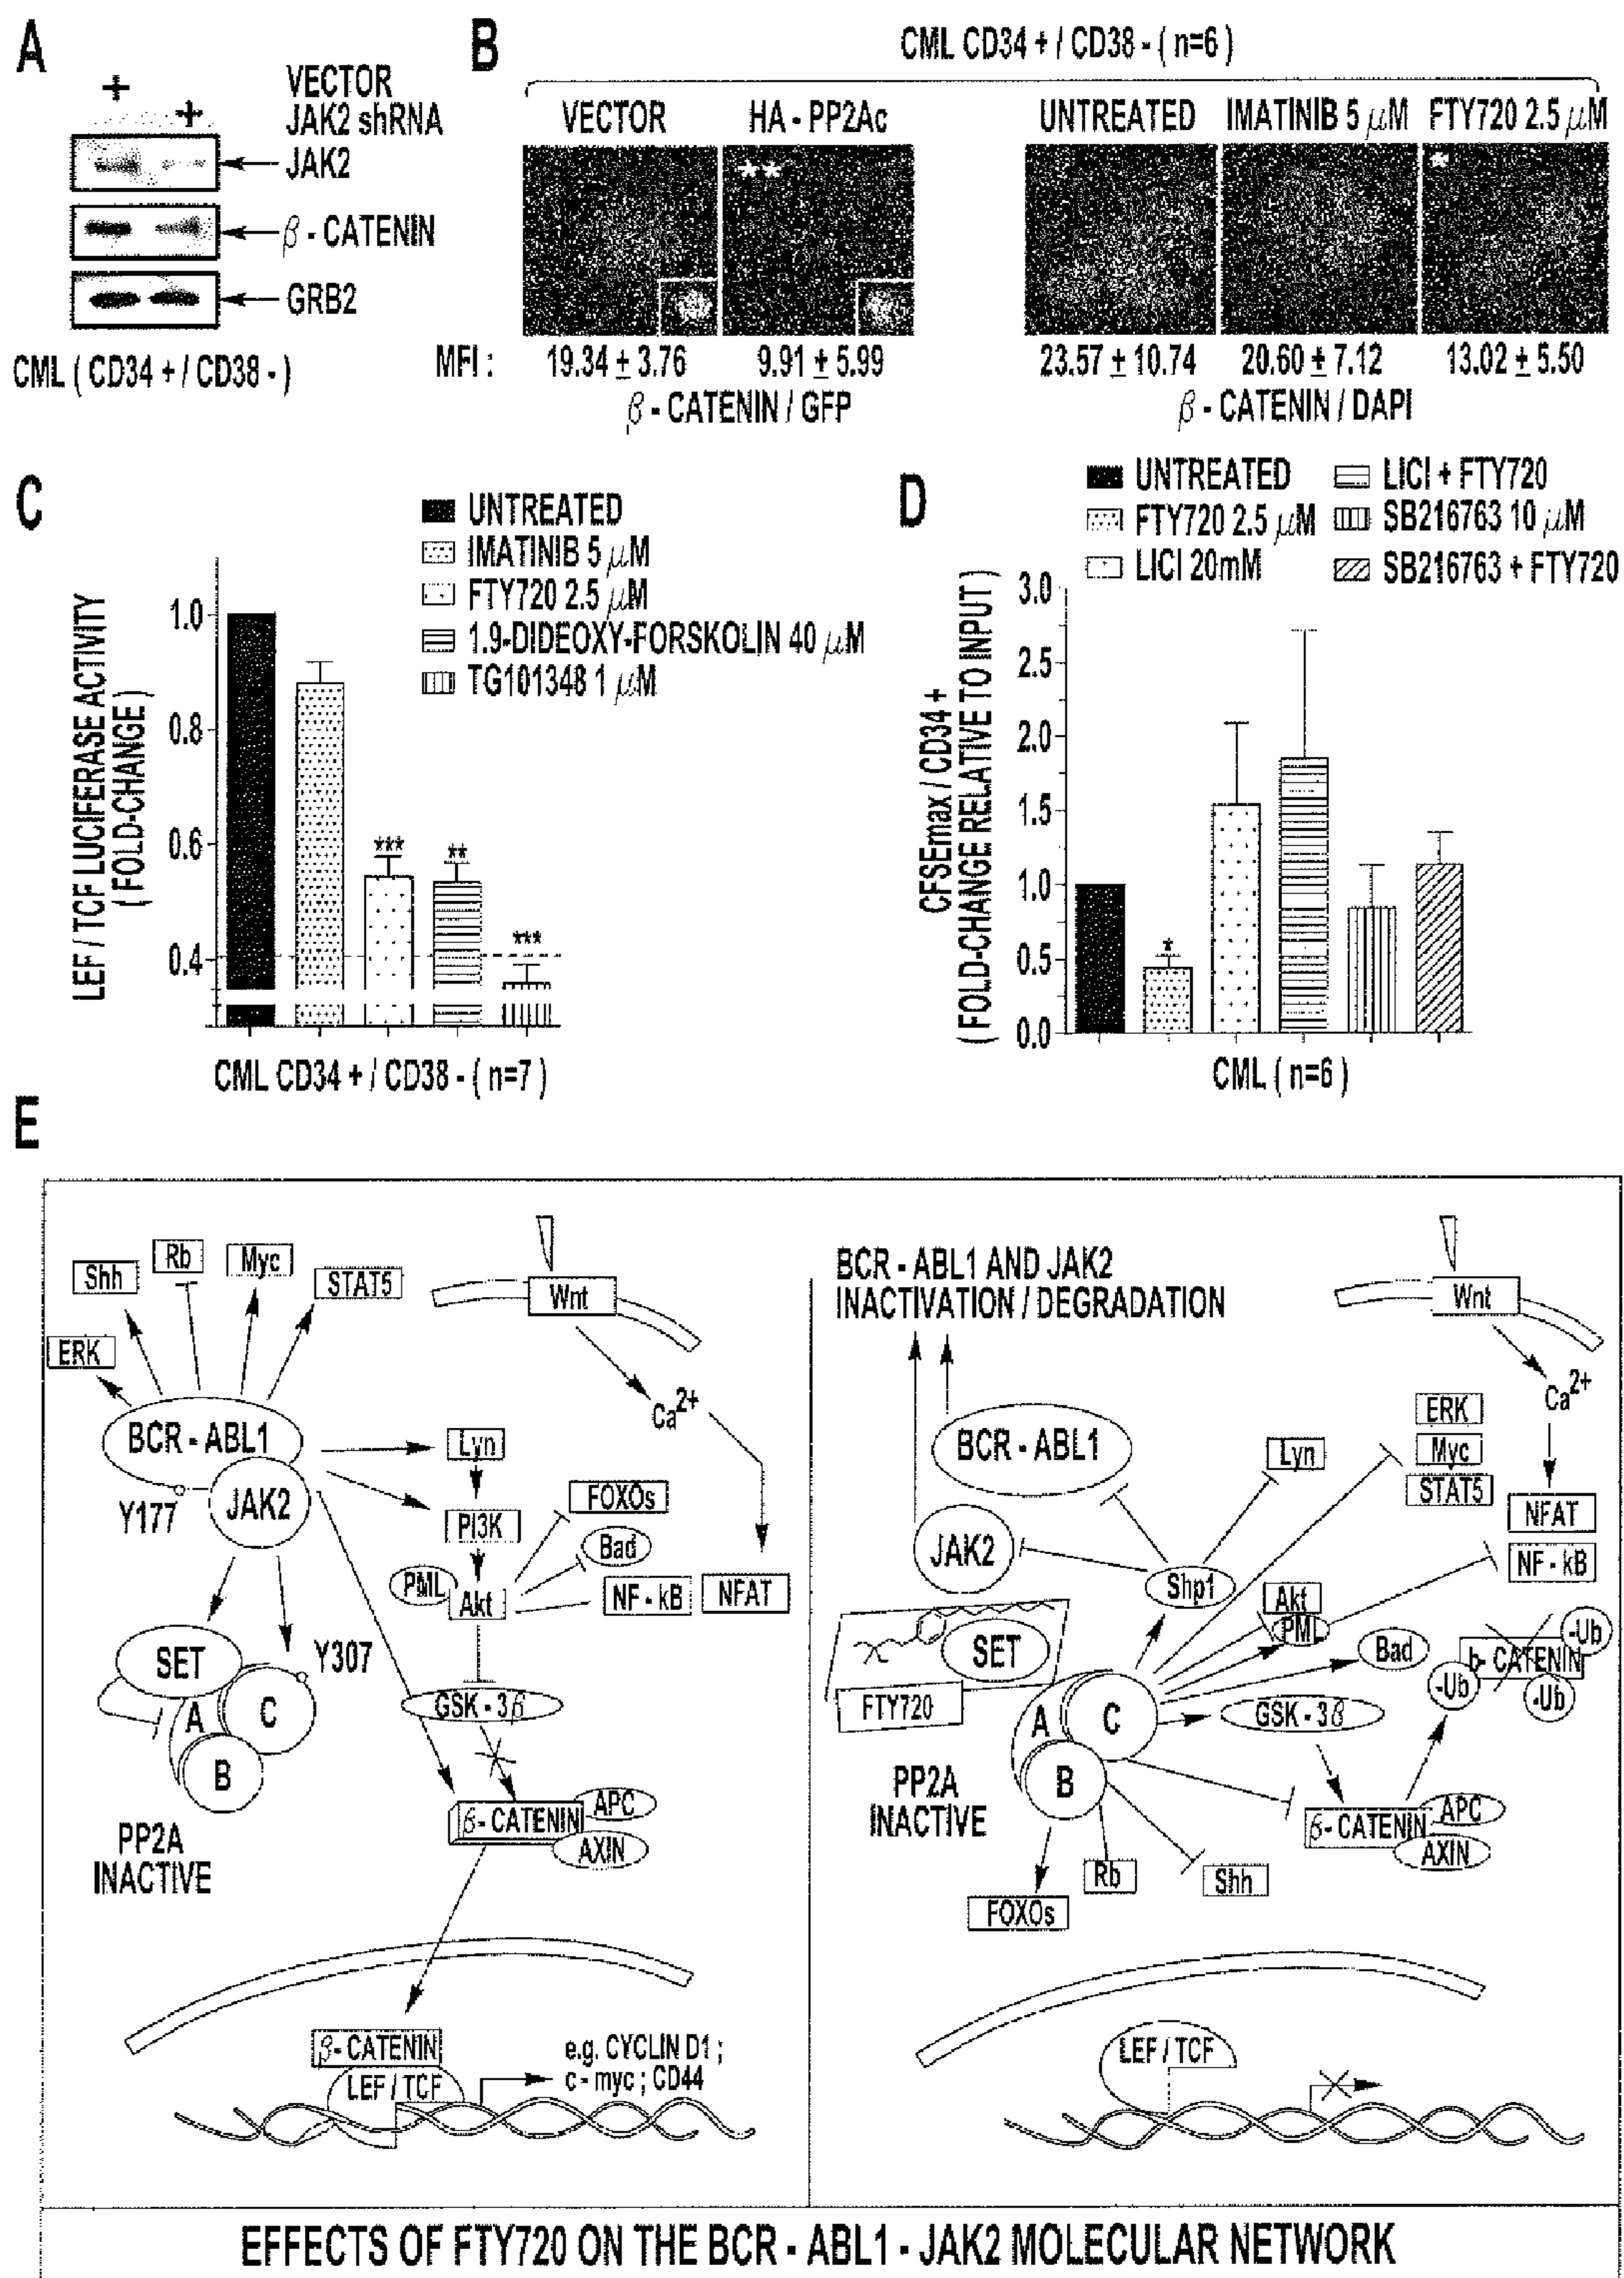 A
+
VECTOR
+
JAK2 shRNA
JAK2
β - CATENIN
GRB2
CML ( CD34 + / CD38 - )
B
CML CD34 + / CD38 - ( n=6 )
VECTOR
HA - PP2Ac
UNTREATED
IMATINIB 5 μM
FTY720 2.5 μM
**
*
MFI :
19.34 ± 3.76
9.91 ± 5.99
23.57 ± 10.74
20.60 ± 7.12
13.02 ± 5.50
β - CATENIN / GFP
β - CATENIN / DAPI
C
UNTREATED
IMATINIB 5 μM
FTY720 2.5 μM
1.9-DIDEOXY-FORSKOLIN 40 μM
TG101348 1 μM
LEF / TCF LUCIFERASE ACTIVITY
( FOLD-CHANGE )
1.0
0.8
0.6
0.4
***
**
***
CML CD34 + / CD38 - ( n=7 )
D
UNTREATED
FTY720 2.5 μM
LICI 20mM
LICI + FTY720
SB216763 10 μM
SB216763 + FTY720
CFSEmax / CD34 +
( FOLD-CHANGE RELATIVE TO INPUT )
3.0
2.5
2.0
1.5
1.0
0.5
0.0
*
CML ( n=6 )
E
Shh
Rb
Myc
STAT5
ERK
BCR - ABL1
JAK2
Y177
Wnt
Ca2+
Lyn
PI3K
PML
Akt
FOXOs
Bad
NF - kB
NFAT
SET
Y307
A
C
B
PP2A
INACTIVE
GSK - 3β
β - CATENIN
APC
AXIN
β - CATENIN
LEF / TCF
e.g. CYCLIN D1 ;
c - myc ; CD44
BCR - ABL1 AND JAK2
INACTIVATION / DEGRADATION
Wnt
Ca2+
BCR - ABL1
JAK2
Lyn
ERK
Myc
STAT5
NFAT
NF - kB
Shp1
Akt
PML
SET
FTY720
Bad
b - CATENIN
-Ub
-Ub
-Ub
A
C
B
GSK - 3β
PP2A
INACTIVE
β - CATENIN
APC
AXIN
Rb
Shh
FOXOs
LEF / TCF
EFFECTS OF FTY720 ON THE BCR - ABL1 - JAK2 MOLECULAR NETWORK